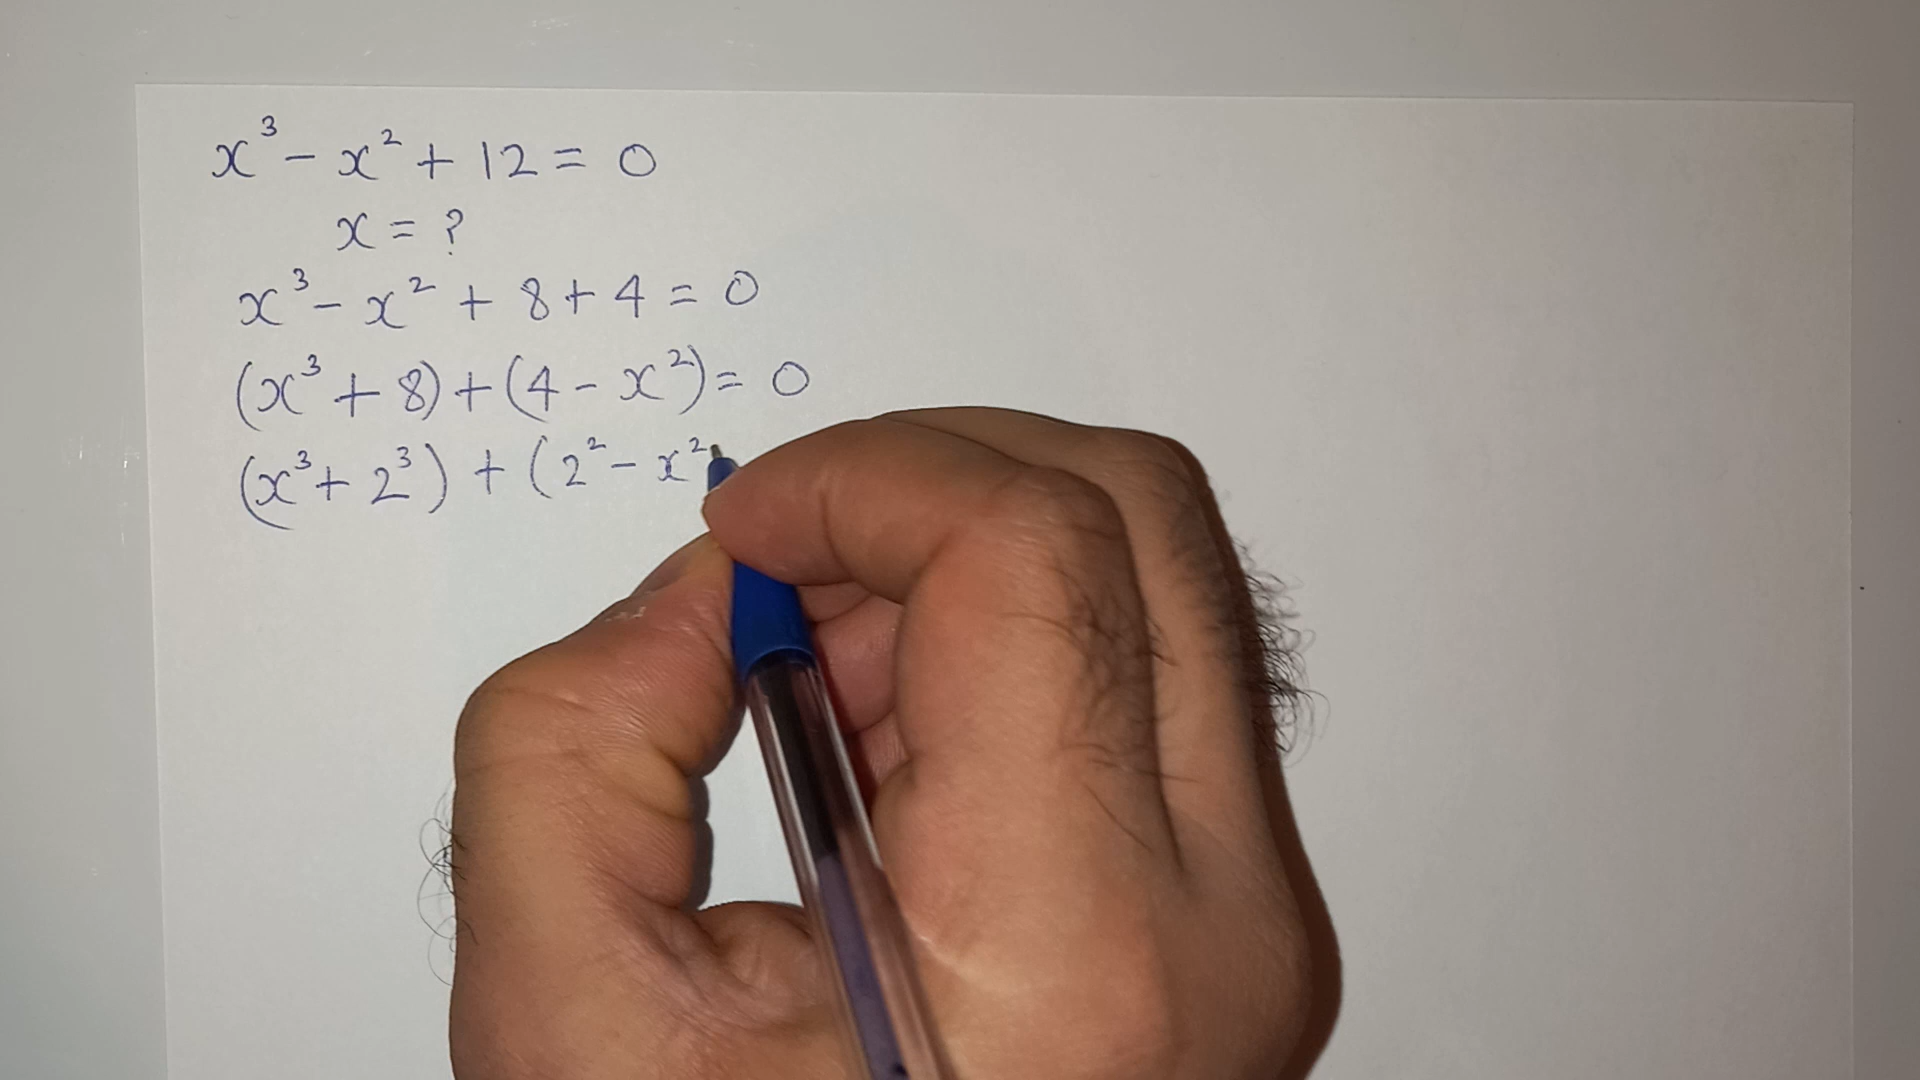 x³ - x² + 12 = 0
x = ?
x³ - x² + 8 + 4 = 0
(x³ + 8) + (4 - x²) = 0
(x³ + 2³) + (2² - x²